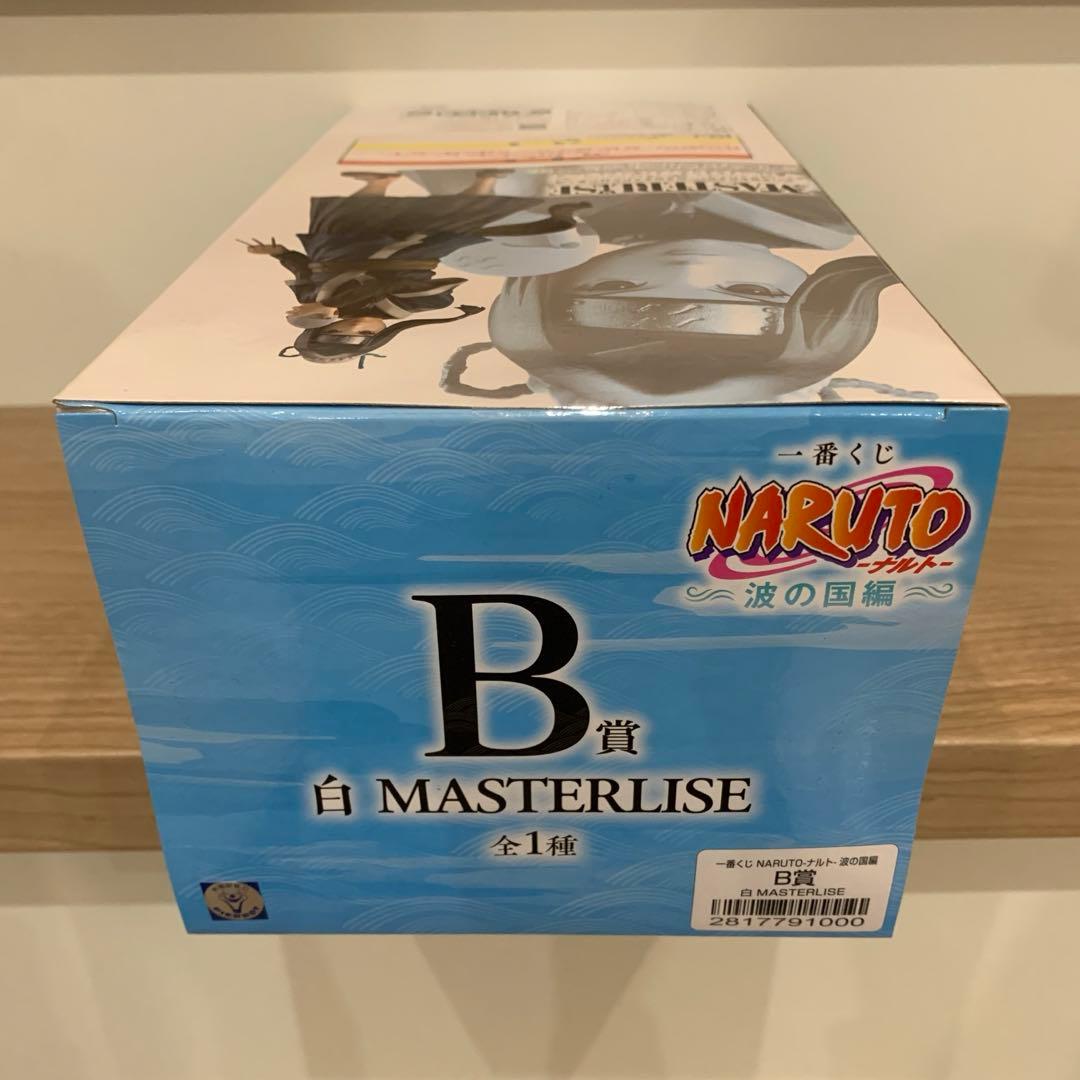 MASTERLISE
一番くじ
NARUTO
-ナルト-
波の国編
B賞
白 MASTERLISE
全1種
一番くじ NARUTO-ナルト- 波の国編
B賞
白 MASTERLISE
2817791000